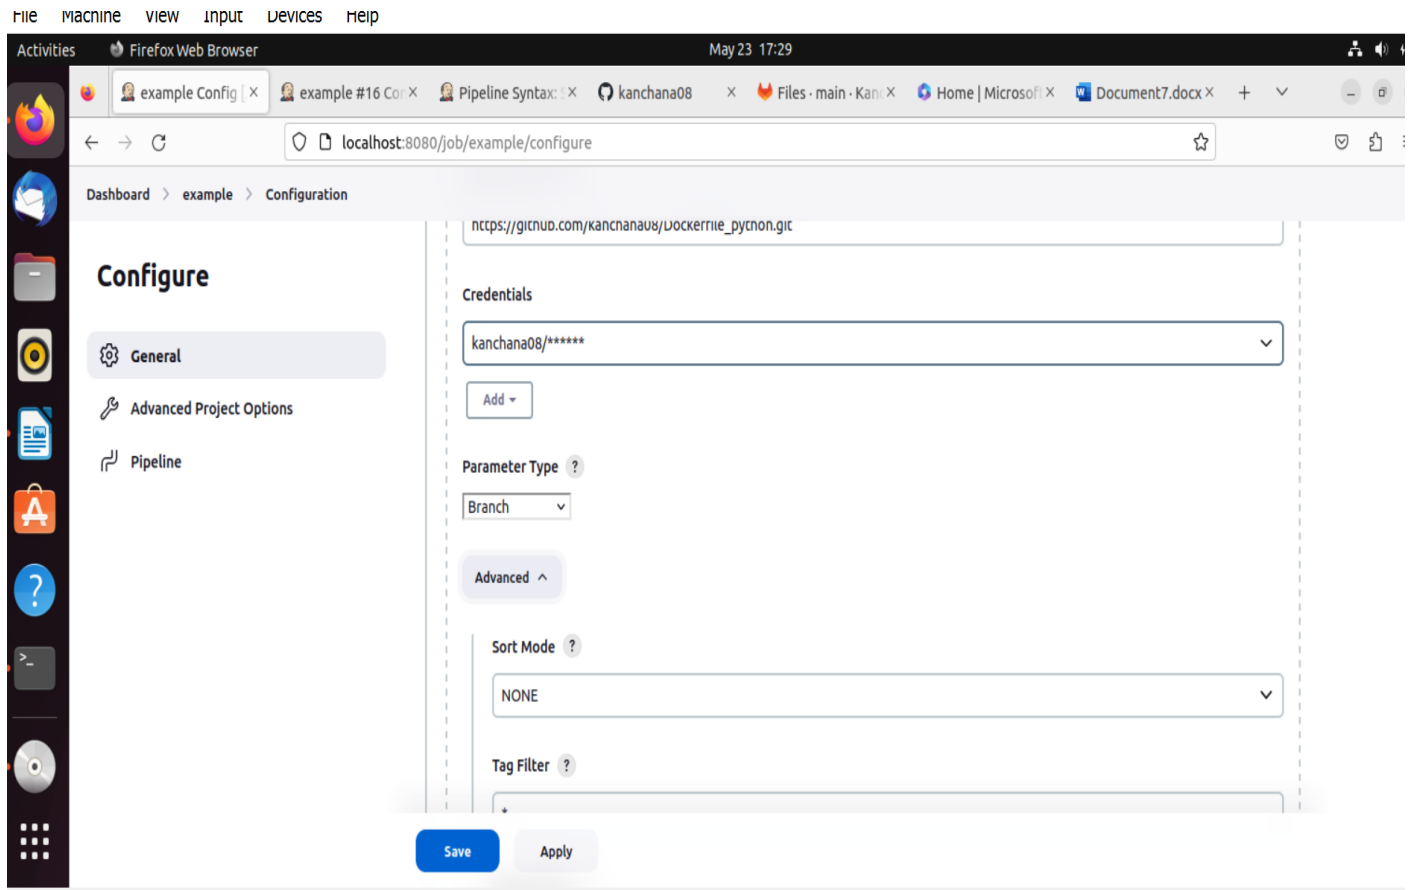 File Machine View Input Devices Help
Activities Firefox Web Browser May 23 17:29
example Config [ × example #16 Con × Pipeline Syntax: S × kanchana08 × Files · main · Kanc × Home | Microsoft × Document7.docx × +
localhost:8080/job/example/configure
Dashboard > example > Configuration
https://github.com/kanchana08/Dockerfile_python.git
Configure
Credentials
kanchana08/******
General
Add
Advanced Project Options
Pipeline
Parameter Type ?
Branch
Advanced
Sort Mode ?
NONE
Tag Filter ?
*
Save Apply